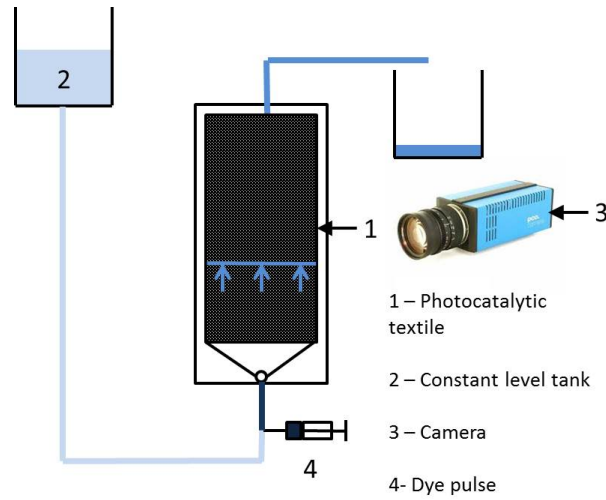 2
1
3
1 – Photocatalytic
textile
2 – Constant level tank
3 – Camera
4
4- Dye pulse